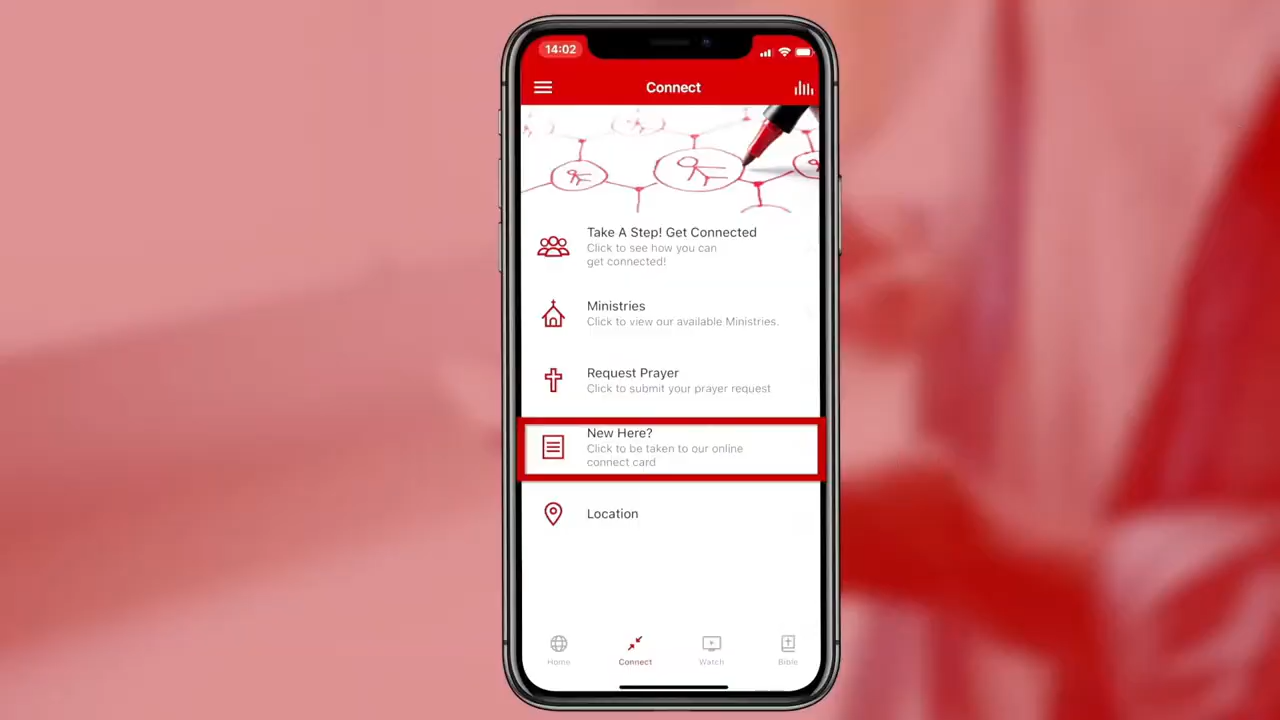 14:02
Connect
Take A Step! Get Connected
Click to see how you can
get connected!
Ministries
Click to view our available Ministries.
Request Prayer
Click to submit your prayer request
New Here?
Click to be taken to our online
connect card
Location
Home
Connect
Watch
Bible